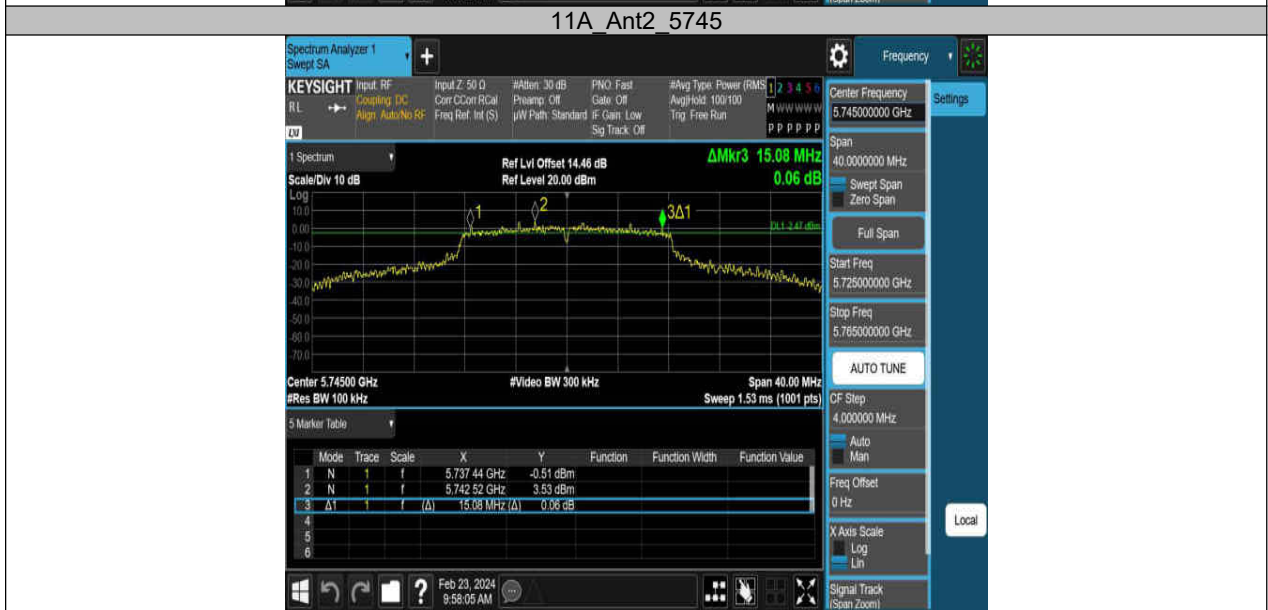 (Span Zoom)
11A_Ant2_5745
Spectrum Analyzer 1
Swept SA
+
Frequency
KEYSIGHT
RL
LXI
Input: RF
Coupling: DC
Align: Auto/No RF
Input Z: 50 Ω
Corr CCorr RCal
Freq Ref: Int (S)
#Atten: 30 dB
Preamp: Off
µW Path: Standard
PNO: Fast
Gate: Off
IF Gain: Low
Sig Track: Off
#Avg Type: Power (RMS
Avg|Hold: 100/100
Trig: Free Run
1 2 3 4 5 6
M W W W W W
P P P P P P
Center Frequency
5.745000000 GHz
Settings
Span
40.0000000 MHz
Swept Span
Zero Span
Full Span
Start Freq
5.725000000 GHz
Stop Freq
5.765000000 GHz
AUTO TUNE
CF Step
4.000000 MHz
Auto
Man
Freq Offset
0 Hz
X Axis Scale
Log
Lin
Signal Track
(Span Zoom)
Local
1 Spectrum
Scale/Div 10 dB
Ref Lvl Offset 14.46 dB
Ref Level 20.00 dBm
ΔMkr3 15.08 MHz
0.06 dB
Log
10.0
0.00
-10.0
-20.0
-30.0
-40.0
-50.0
-60.0
-70.0
1
2
3Δ1
DL1 -2.47 dBm
Center 5.74500 GHz
#Video BW 300 kHz
Span 40.00 MHz
#Res BW 100 kHz
Sweep 1.53 ms (1001 pts)
5 Marker Table
Mode Trace Scale X Y Function Function Width Function Value
1 N 1 f 5.737 44 GHz -0.51 dBm
2 N 1 f 5.742 52 GHz 3.53 dBm
3 Δ1 1 f (Δ) 15.08 MHz (Δ) 0.06 dB
4
5
6
?
Feb 23, 2024
9:58:05 AM